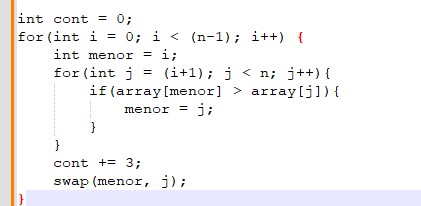 int cont = 0;
for(int i = 0; i < (n-1); i++) {
    int menor = i;
    for(int j = (i+1); j < n; j++){
        if(array[menor] > array[j]){
            menor = j;
        }
    }
    cont += 3;
    swap(menor, j);
}